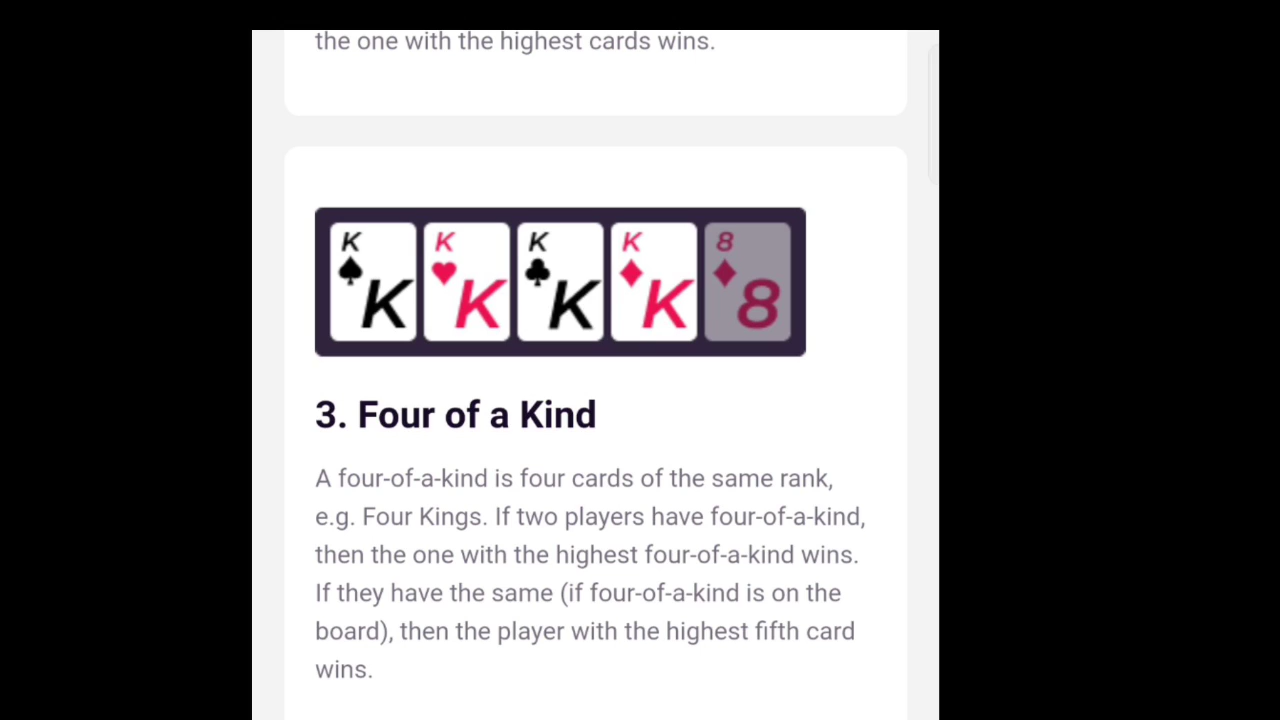 the one with the highest cards wins.
K K K K 8
K K K K 8
3. Four of a Kind
A four-of-a-kind is four cards of the same rank,
e.g. Four Kings. If two players have four-of-a-kind,
then the one with the highest four-of-a-kind wins.
If they have the same (if four-of-a-kind is on the
board), then the player with the highest fifth card
wins.